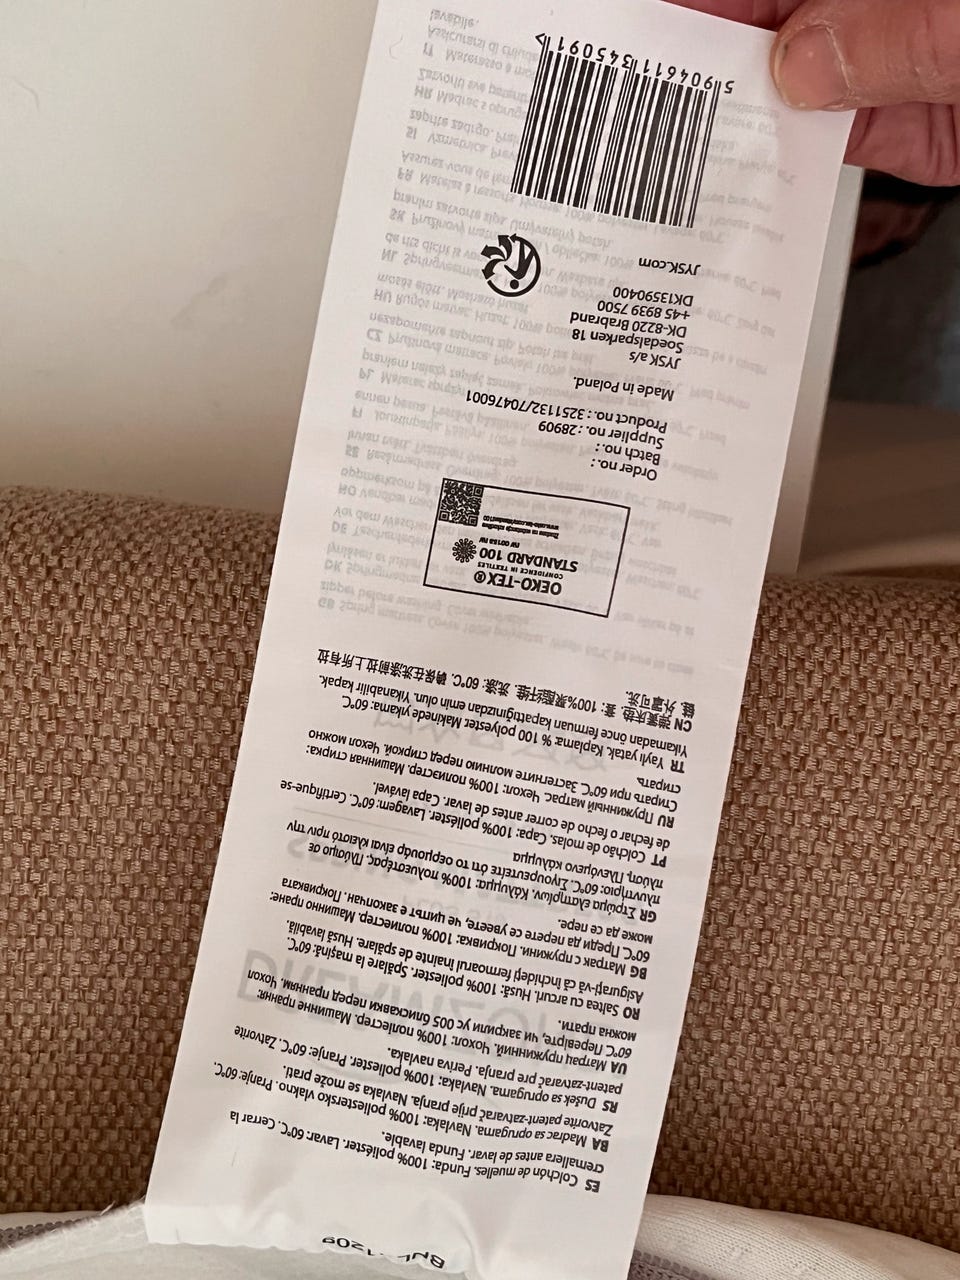 ES Colchón de muelles. Funda: 100% poliéster. Lavar: 60°C. Cerrar la
cremallera antes de lavar. Funda lavable.
BA Madrac sa oprugama. Navlaka: 100% poliestersko vlakno. Pranje: 60°C.
Zatvorite patent-zatvarač prije pranja. Navlaka se može prati.
RS Dušek sa oprugama. Navlaka: 100% poliester. Pranje: 60°C. Zatvorite
patent-zatvarač pre pranja. Periva navlaka.
UA Матрац пружинний. Чохол: 100% поліестер. Машинне прання:
60°C. Перевірте, чи закрили ус 005 блискавки перед пранням. Чохол
можна прати.
RO Saltea cu arcuri. Husă: 100% poliester. Spălare la mașină: 60°C.
Asigurați-vă că închideți fermoarul înainte de spălare. Husă lavabilă.
BG Матрак с пружини. Покривка: 100% полиестер. Машинно пране:
60°C. Преди да перете се уверете, че ципът е закопчан. Покривката
може да се пере.
GR Στρώμα ελατηρίων. Κάλυμμα: 100% πολυεστέρας. Πλύσιμο σε
πλυντήριο: 60°C. Σιγουρευτείτε ότι το φερμουάρ είναι κλειστό πριν την
πλύση. Πλενόμενο κάλυμμα
PT Colchão de molas. Capa: 100% poliéster. Lavagem: 60°C. Certifique-se
de fechar o fecho de correr antes de lavar. Capa lavável.
RU Пружинный матрас. Чехол: 100% полиэстер. Машинная стирка:
Стирать при 60°C. Застегните молнию перед стиркой. Чехол можно
стирать
TR Yaylı yatak. Kaplama: % 100 polyester. Makinede yıkama: 60°C.
Yıkamadan önce fermuarı kapattığınızdan emin olun. Yıkanabilir kapak.
CN 弹簧床垫. 套：100%聚酯纤维. 洗涤: 60°C. 确保在洗涤前拉上所有拉
链. 外罩可洗.
OEKO-TEX®
CONFIDENCE IN TEXTILES
STANDARD 100
Order no.:
Batch no.:
Supplier no.: 28909
Product no.: 3251132/70476001
Made in Poland.
JYSK a/s
Soedalsparken 18
DK-8220 Brabrand
+45 8939 7500
DK13590400
JYSK.com
5 904611 345091 >